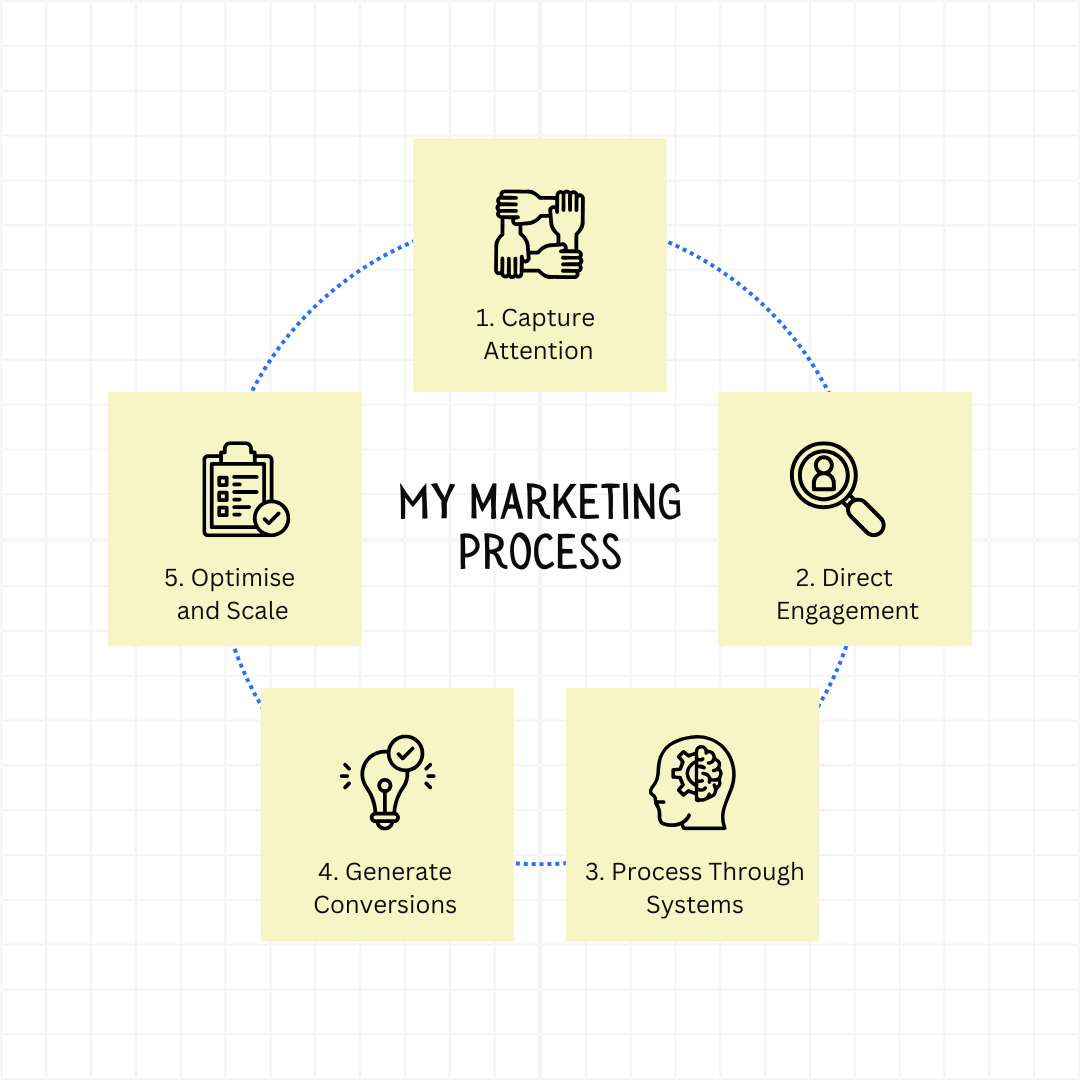 1. Capture
Attention
2. Direct
Engagement
3. Process Through
Systems
4. Generate
Conversions
5. Optimise
and Scale
MY MARKETING
PROCESS